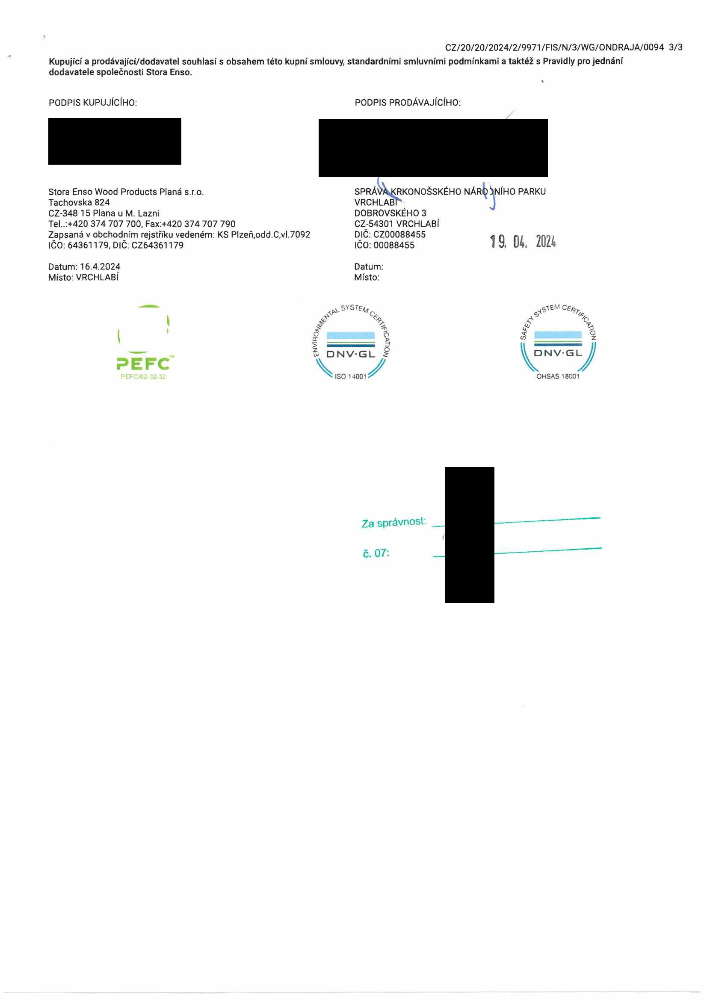 CZ/20/20/2024/2/9971/FIS/N/3/WG/ONDRAJA/0094 3/3
Kupující a prodávající/dodavatel souhlasí s obsahem této kupní smlouvy, standardními smluvními podmínkami a taktéž s Pravidly pro jednání
dodavatele společnosti Stora Enso.
PODPIS KUPUJÍCÍHO:
Stora Enso Wood Products Planá s.r.o.
Tachovska 824
CZ-348 15 Plana u M. Lazni
Tel..:+420 374 707 700, Fax:+420 374 707 790
Zapsaná v obchodním rejstříku vedeném: KS Plzeň,odd.C,vl.7092
IČO: 64361179, DIČ: CZ64361179
Datum: 16.4.2024
Místo: VRCHLABÍ
PODPIS PRODÁVAJÍCÍHO:
SPRÁVA KRKONOŠSKÉHO NÁRODNÍHO PARKU
VRCHLABÍ
DOBROVSKÉHO 3
CZ-54301 VRCHLABÍ
DIČ: CZ00088455
IČO: 00088455
19. 04. 2024
Datum:
Místo:
PEFC™
PEFC/02-32-32
ENVIRONMENTAL SYSTEM CERTIFICATION
DNV·GL
ISO 14001
SAFETY SYSTEM CERTIFICATION
DNV·GL
OHSAS 18001
Za správnost:
č. 07: